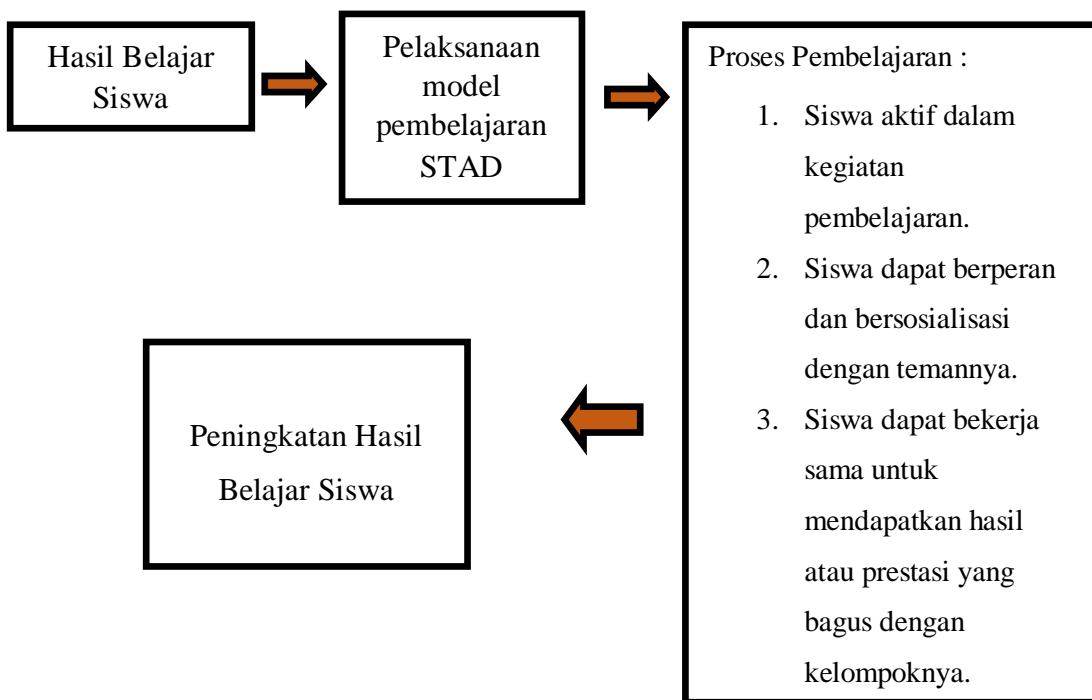 Hasil Belajar
Siswa
Pelaksanaan
model
pembelajaran
STAD
Proses Pembelajaran :
1. Siswa aktif dalam
kegiatan
pembelajaran.
2. Siswa dapat berperan
dan bersosialisasi
dengan temannya.
3. Siswa dapat bekerja
sama untuk
mendapatkan hasil
atau prestasi yang
bagus dengan
kelompoknya.
Peningkatan Hasil
Belajar Siswa